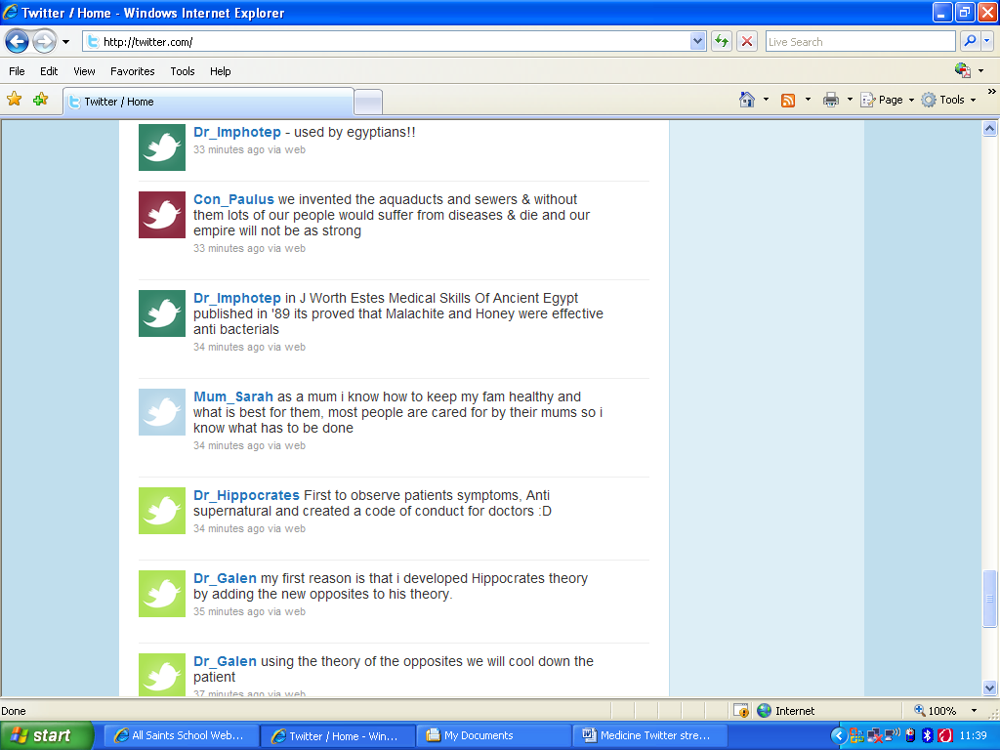 Twitter / Home - Windows Internet Explorer
http://twitter.com/
Live Search
File Edit View Favorites Tools Help
Twitter / Home
Page Tools »
Dr_Imphotep - used by egyptians!!
33 minutes ago via web
Con_Paulus we invented the aquaducts and sewers & without
them lots of our people would suffer from diseases & die and our
empire will not be as strong
33 minutes ago via web
Dr_Imphotep in J Worth Estes Medical Skills Of Ancient Egypt
published in '89 its proved that Malachite and Honey were effective
anti bacterials
34 minutes ago via web
Mum_Sarah as a mum i know how to keep my fam healthy and
what is best for them, most people are cared for by their mums so i
know what has to be done
34 minutes ago via web
Dr_Hippocrates First to observe patients symptoms, Anti
supernatural and created a code of conduct for doctors :D
34 minutes ago via web
Dr_Galen my first reason is that i developed Hippocrates theory
by adding the new opposites to his theory.
35 minutes ago via web
Dr_Galen using the theory of the opposites we will cool down the
patient
37 minutes ago via web
Done Internet 100%
start All Saints School Web... Twitter / Home - Win... My Documents Medicine Twitter stre... 11:39